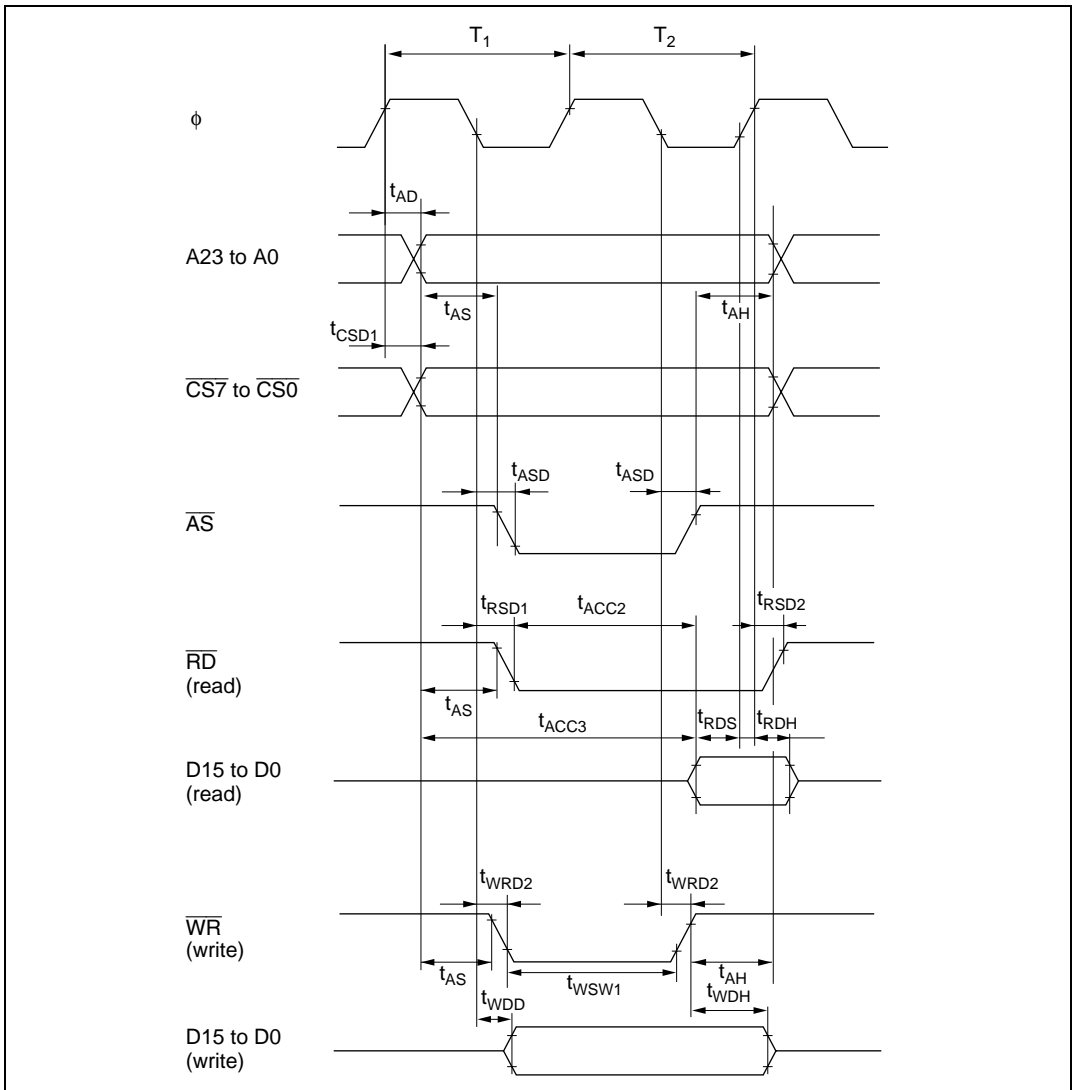 T1 T2
φ
tAD
A23 to A0
tAS tAH
tCSD1
CS7 to CS0
tASD tASD
AS
tRSD1 tACC2 tRSD2
RD
(read)
tAS
tACC3 tRDS tRDH
D15 to D0
(read)
tWRD2 tWRD2
WR
(write)
tAS tWSW1 tAH
tWDD tWDH
D15 to D0
(write)